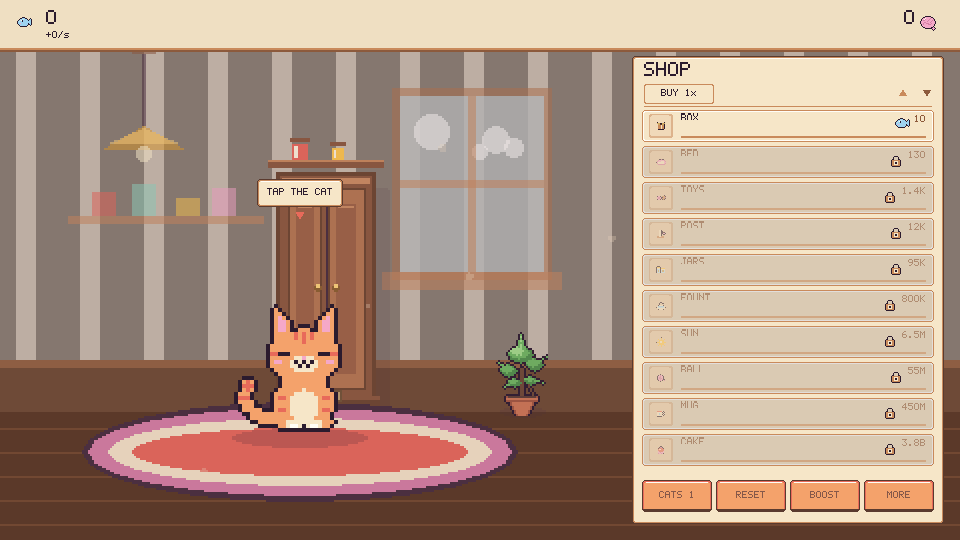 0
+0/s
0
SHOP
BUY 1x
BOX 10
BED 130
TOYS 1.4K
POST 12K
JARS 95K
FOUNT 800K
SUN 6.5M
BALL 55M
MUG 450M
CAKE 3.8B
TAP THE CAT
CATS 1
RESET
BOOST
MORE